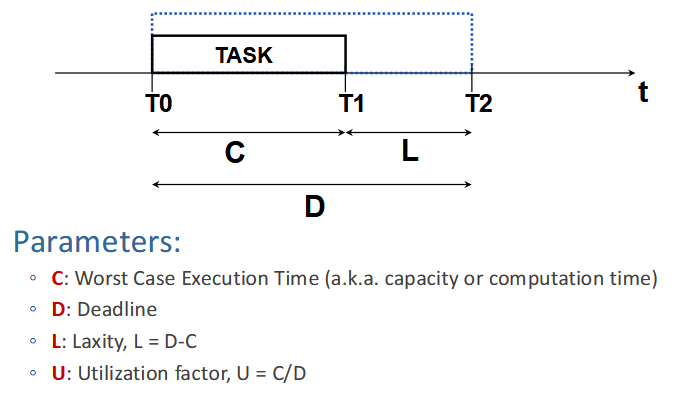 TASK
T0 T1 T2 t
C L
D
Parameters:
◦ C: Worst Case Execution Time (a.k.a. capacity or computation time)
◦ D: Deadline
◦ L: Laxity, L = D-C
◦ U: Utilization factor, U = C/D